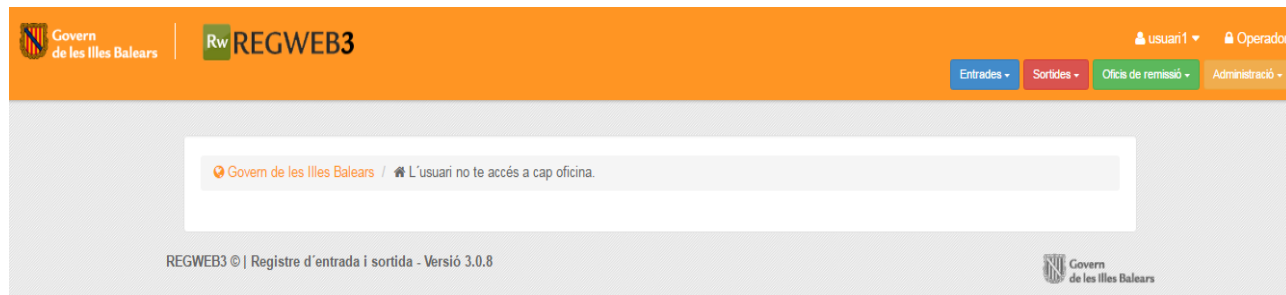 Govern
de les Illes Balears
Rw REGWEB3
usuari1
Operador
Entrades
Sortides
Oficis de remissió
Administració
Govern de les Illes Balears / L´usuari no te accés a cap oficina.
REGWEB3 © | Registre d´entrada i sortida - Versió 3.0.8
Govern
de les Illes Balears